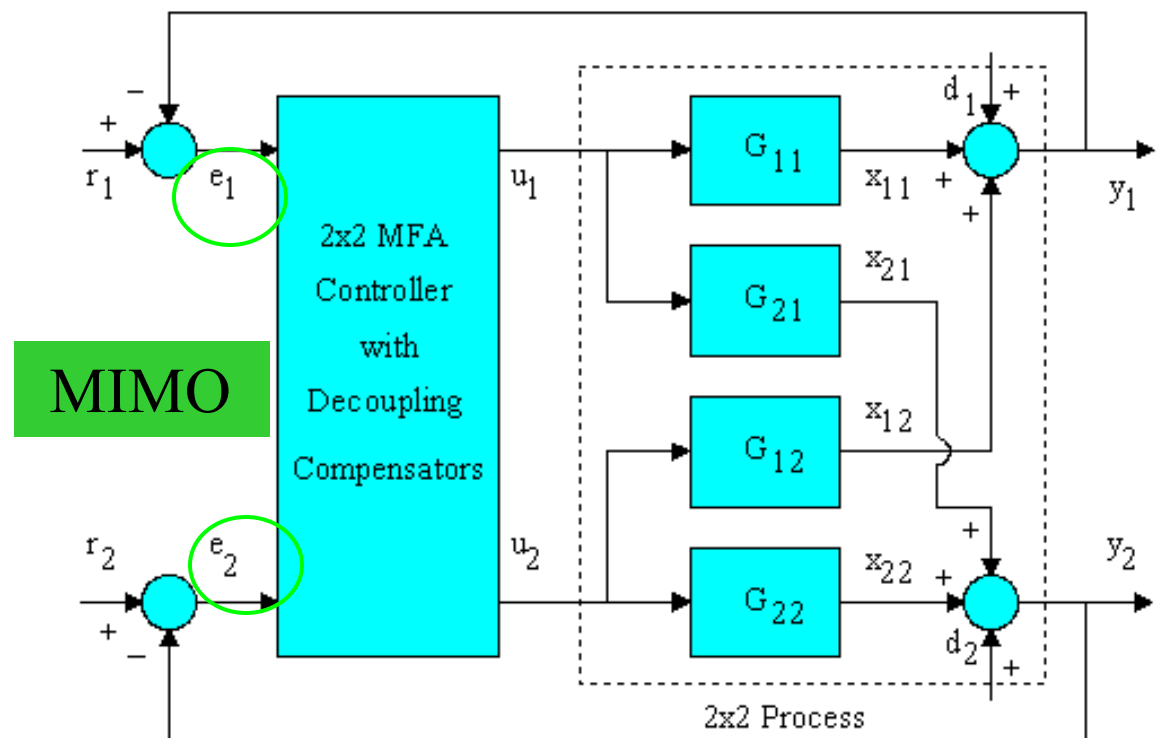 −
+
r1
e1
u1
G11
x11
d1
+
+
+
y1
2x2 MFA
Controller
with
Decoupling
Compensators
MIMO
G21
x21
G12
x12
r2
+
−
e2
u2
G22
x22
+
+
d2
+
y2
2x2 Process